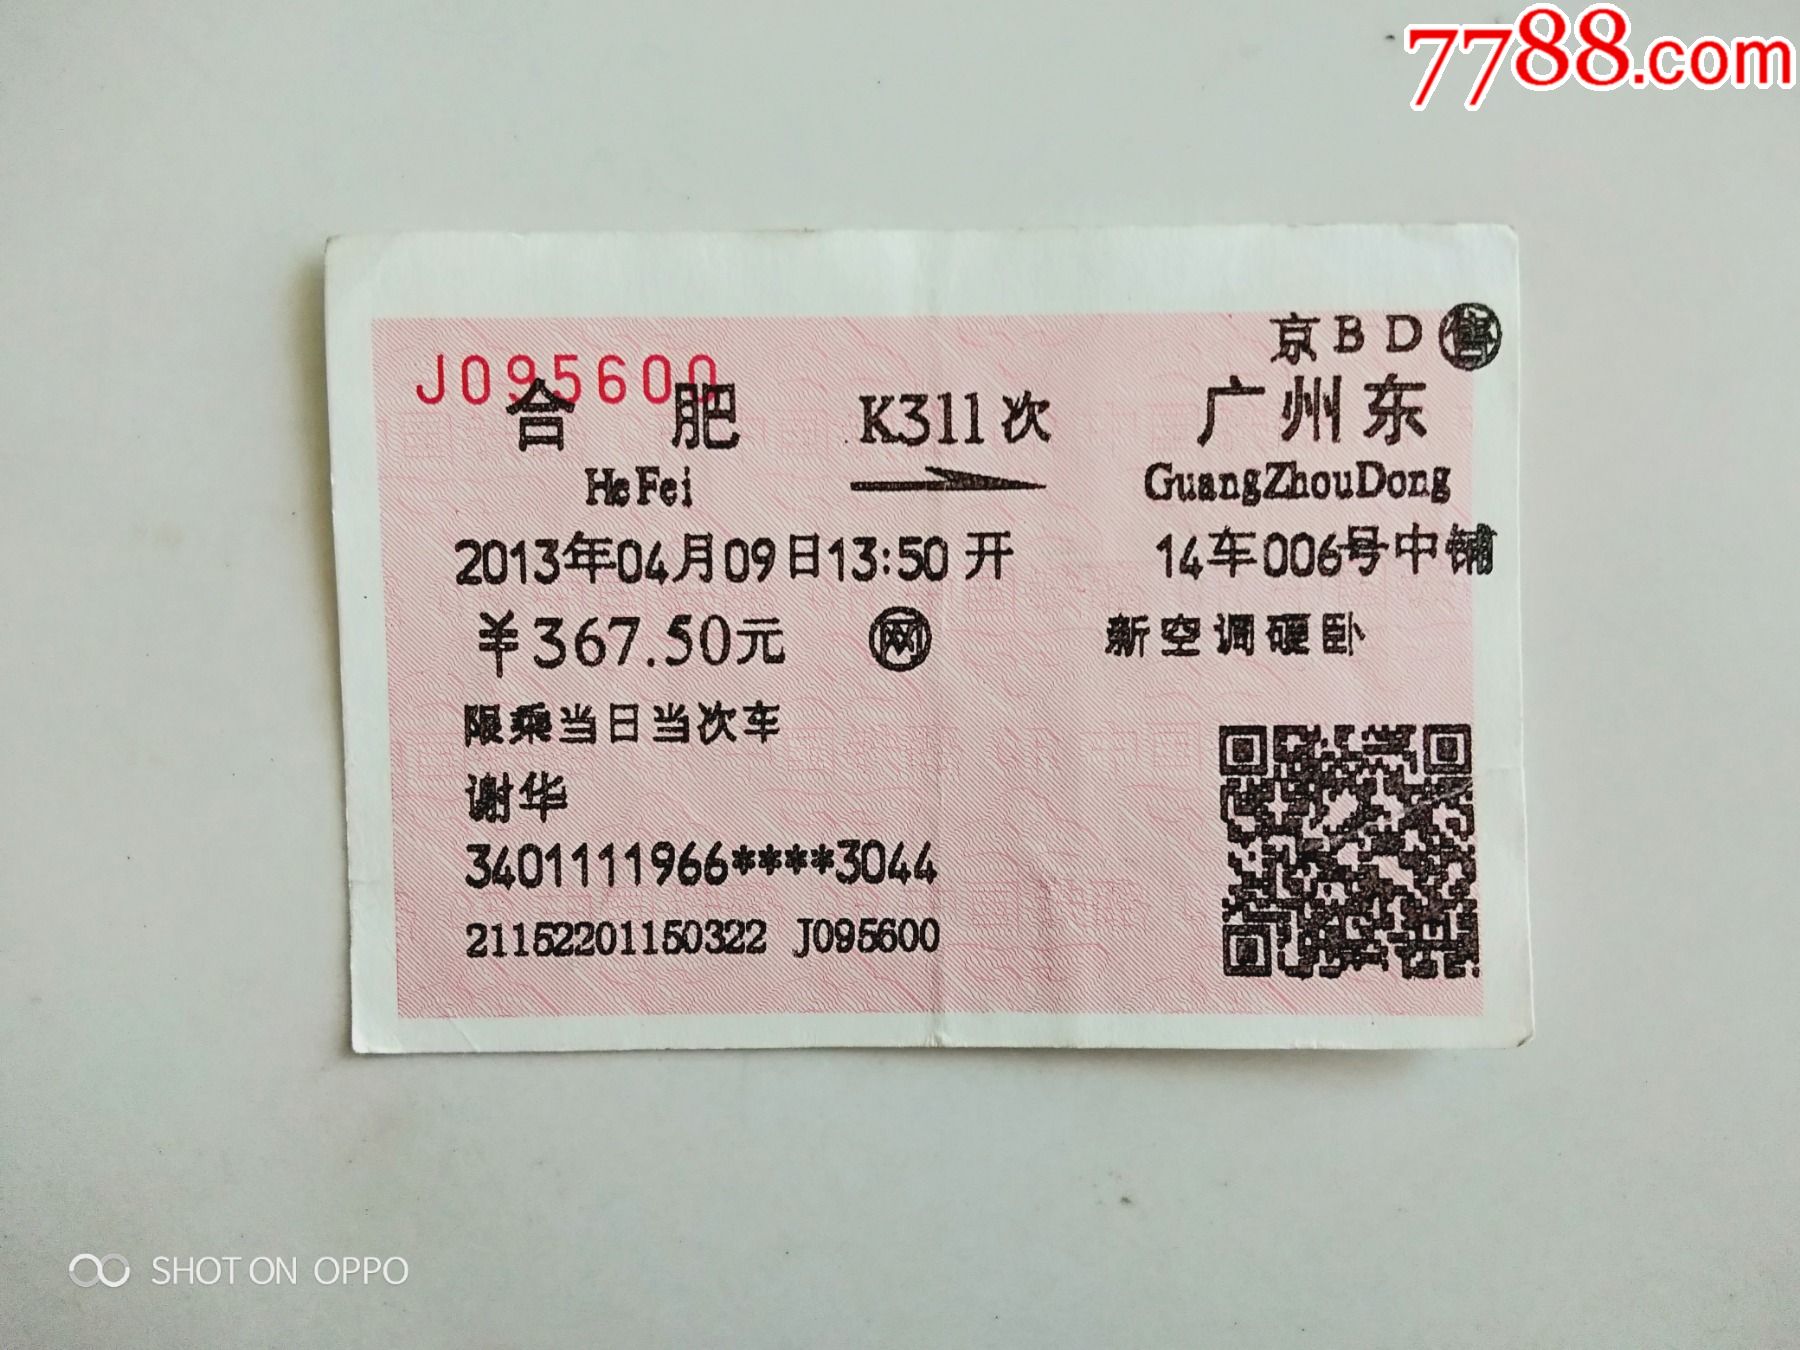 7788.com
京BD售
J095600
合肥 K311次 广州东
HeFei GuangZhouDong
2013年04月09日13:50开 14车006号中铺
¥367.50元 网 新空调硬卧
限乘当日当次车
谢华
3401111966****3044
21152201150322 J095600
SHOT ON OPPO